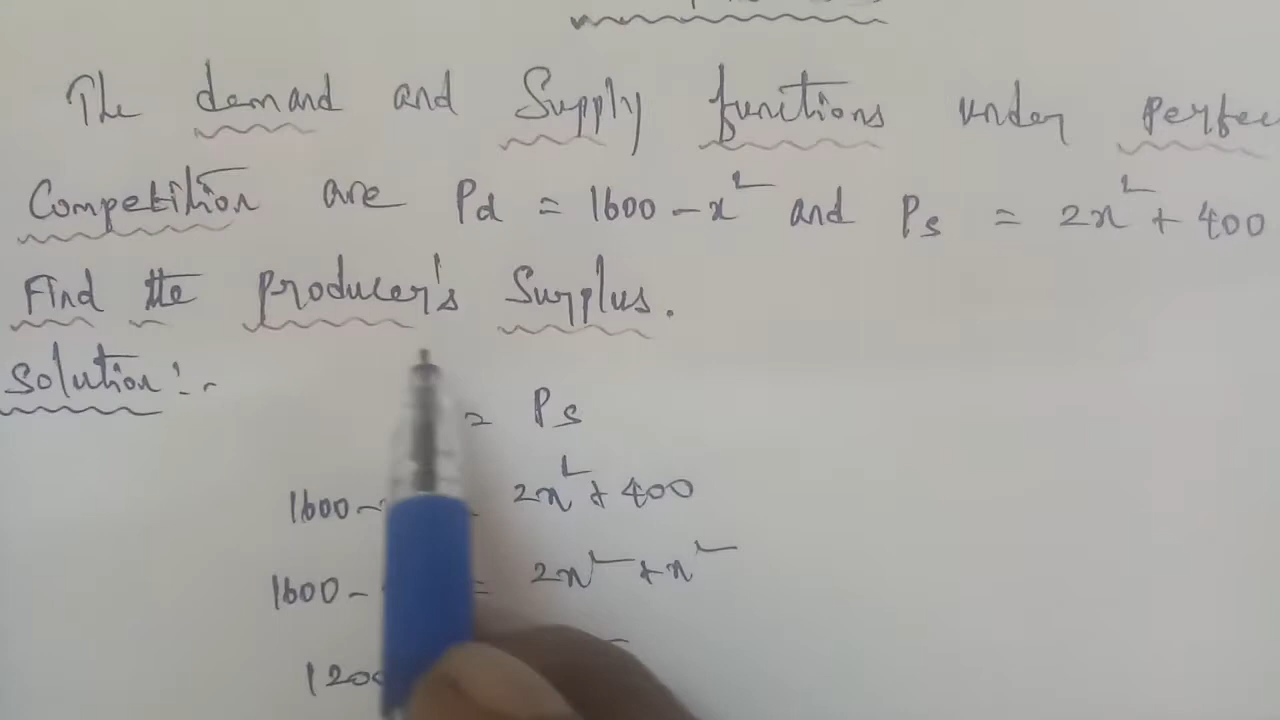 The demand and Supply functions under Perfec
Competition are Pd = 1600 - x² and Ps = 2x² + 400
Find the producer's Surplus.
Solution:-
= Ps
1600 - = 2x² + 400
1600 - = 2x² + x²
1200